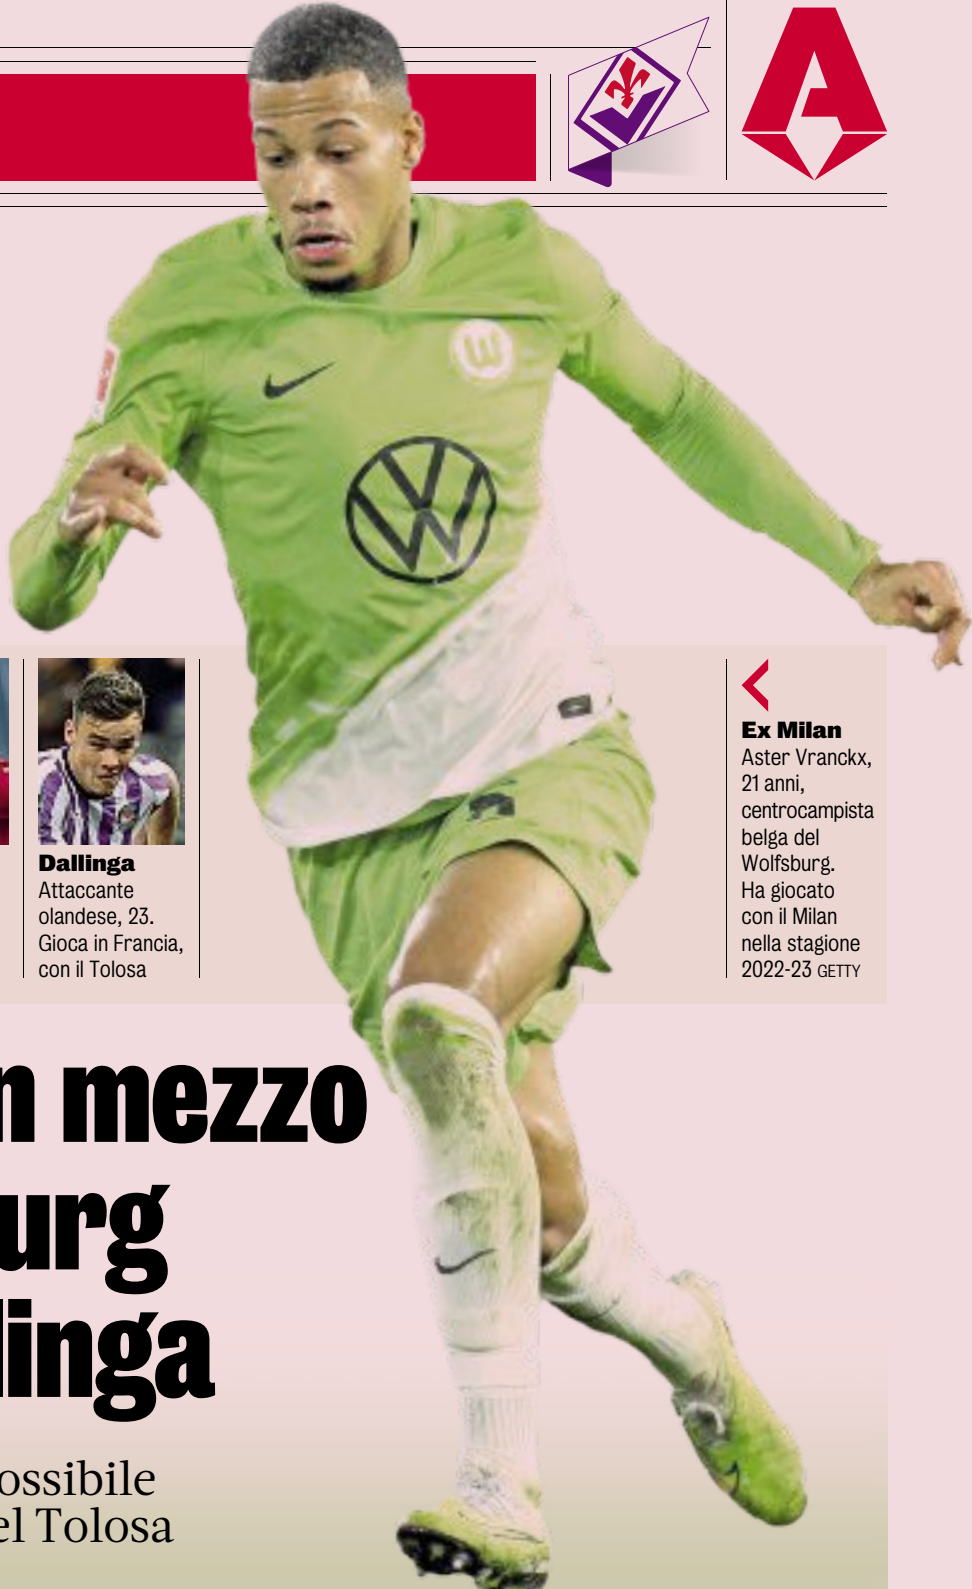 Dallinga
Attaccante
olandese, 23.
Gioca in Francia,
con il Tolosa
Ex Milan
Aster Vranckx,
21 anni,
centrocampista
belga del
Wolfsburg.
Ha giocato
con il Milan
nella stagione
2022-23 GETTY
n mezzo
urg
linga
ossibile
el Tolosa